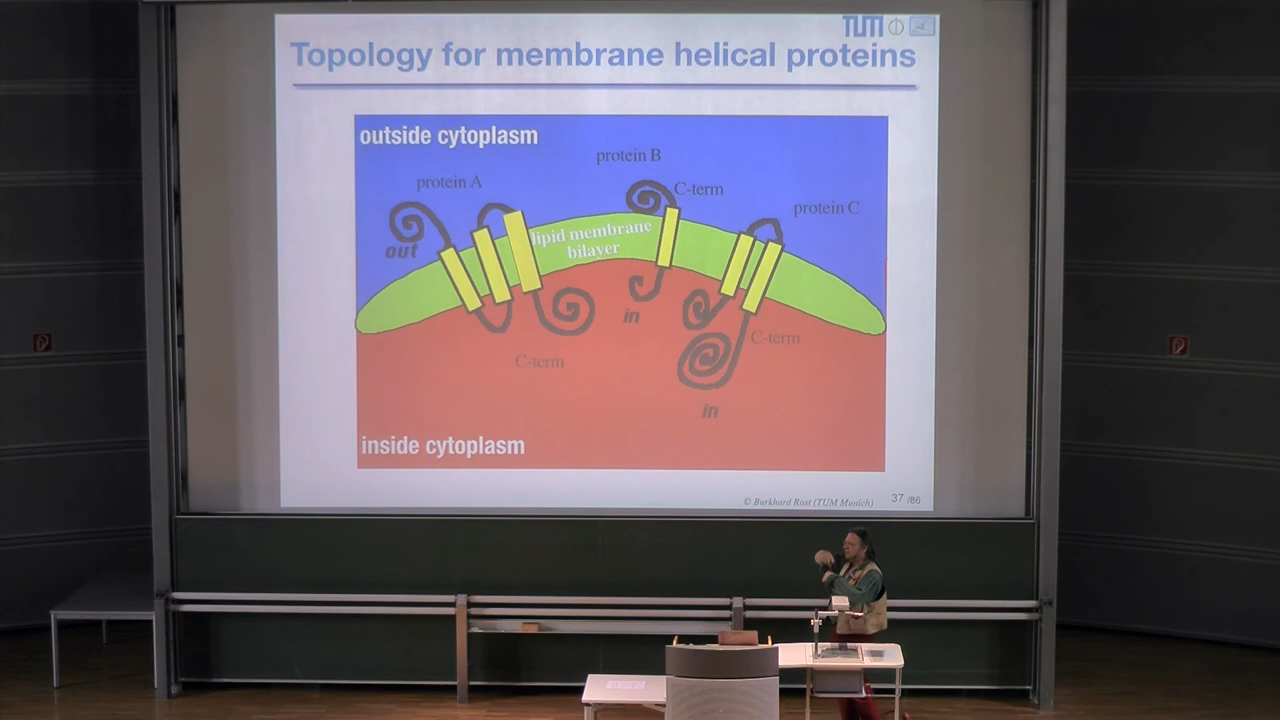 TUM
Topology for membrane helical proteins
outside cytoplasm
protein B
protein A
C-term
protein C
lipid membrane
bilayer
out
in
C-term
C-term
in
inside cytoplasm
© Burkhard Rost (TUM Munich)
37 /86